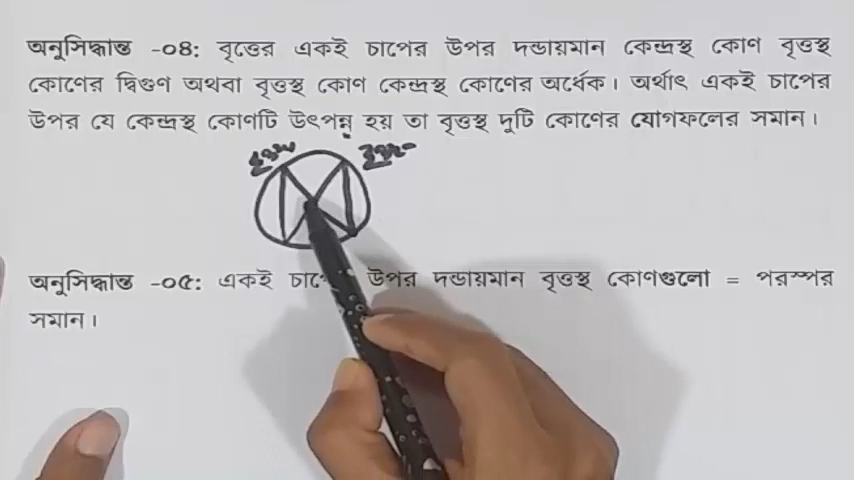 অনুসিদ্ধান্ত -০৪: বৃত্তের একই চাপের উপর দন্ডায়মান কেন্দ্রস্থ কোণ বৃত্তস্থ
কোণের দ্বিগুণ অথবা বৃত্তস্থ কোণ কেন্দ্রস্থ কোণের অর্ধেক। অর্থাৎ একই চাপের
উপর যে কেন্দ্রস্থ কোণটি উৎপন্ন হয় তা বৃত্তস্থ দুটি কোণের যোগফলের সমান।
অনুসিদ্ধান্ত -০৫: একই উপর দন্ডায়মান বৃত্তস্থ কোণগুলো = পরস্পর
সমান।